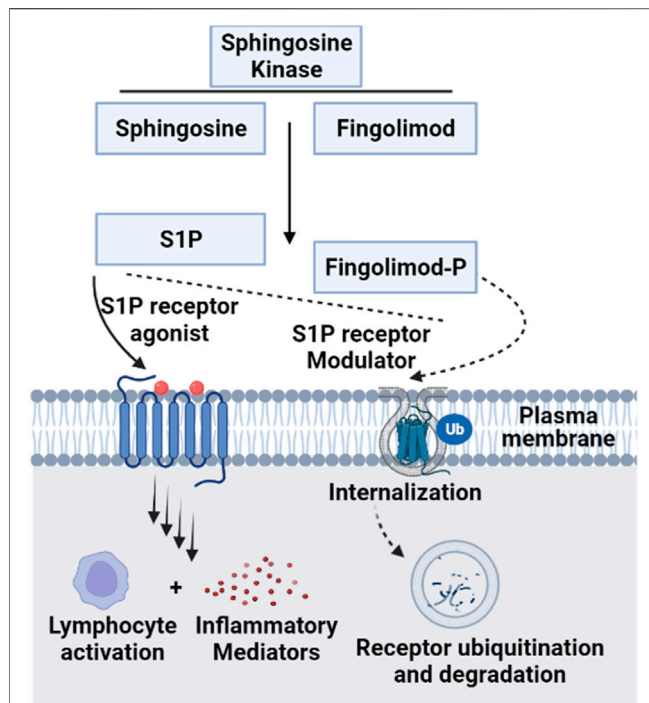 Sphingosine
Kinase
Sphingosine
Fingolimod
S1P
Fingolimod-P
S1P receptor
agonist
S1P receptor
Modulator
Plasma
membrane
Ub
Internalization
+
Lymphocyte
activation
Inflammatory
Mediators
Receptor ubiquitination
and degradation